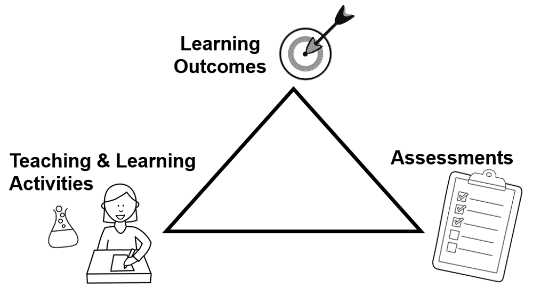 Learning
Outcomes
Teaching & Learning
Activities
Assessments